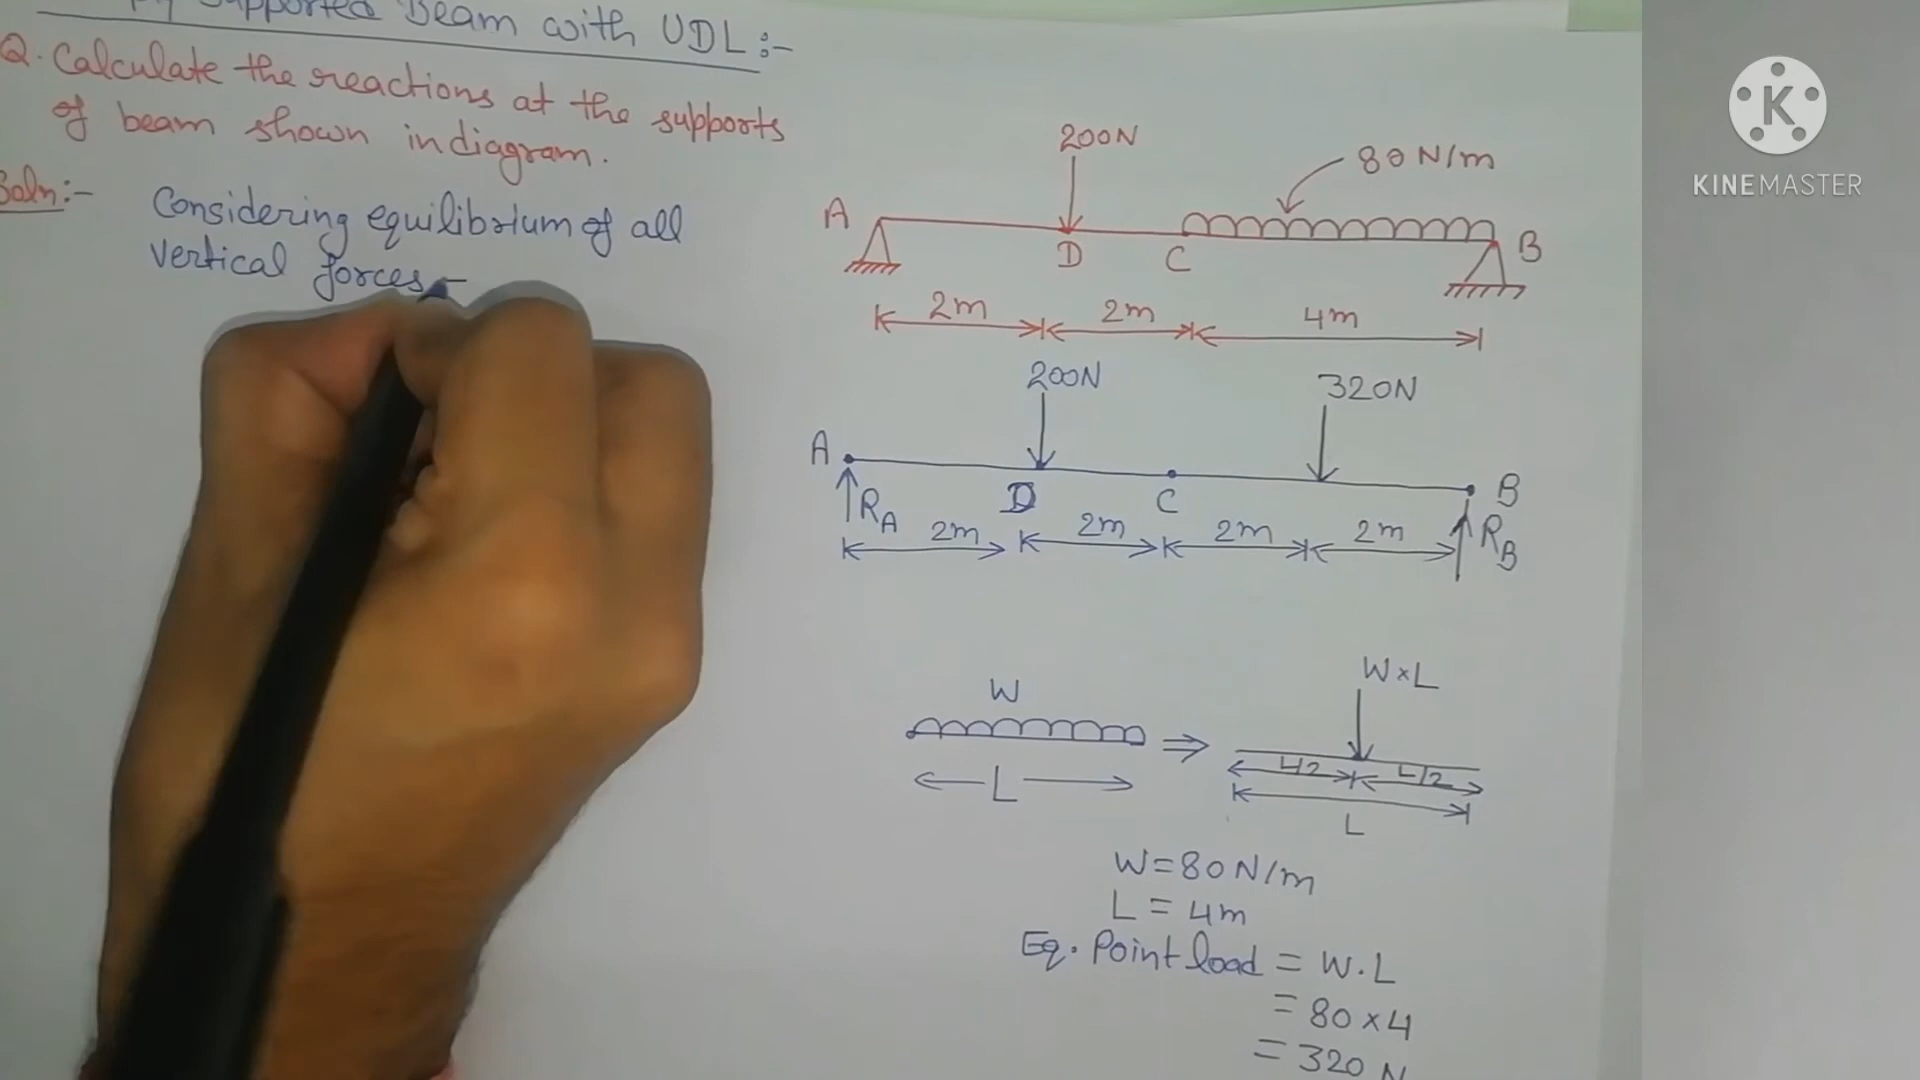 Supported Beam with UDL:-
Q. Calculate the reactions at the supports
of beam shown in diagram.
Soln:- Considering equilibrium of all
vertical forces-
200N
80 N/m
A
D
C
B
2m
2m
4m
200N
320N
A
D
C
B
RA
RB
2m
2m
2m
2m
W
L
W×L
L/2
L/2
L
W=80N/m
L = 4m
Eq. Point load = W.L
= 80×4
= 320 N
K
KINEMASTER